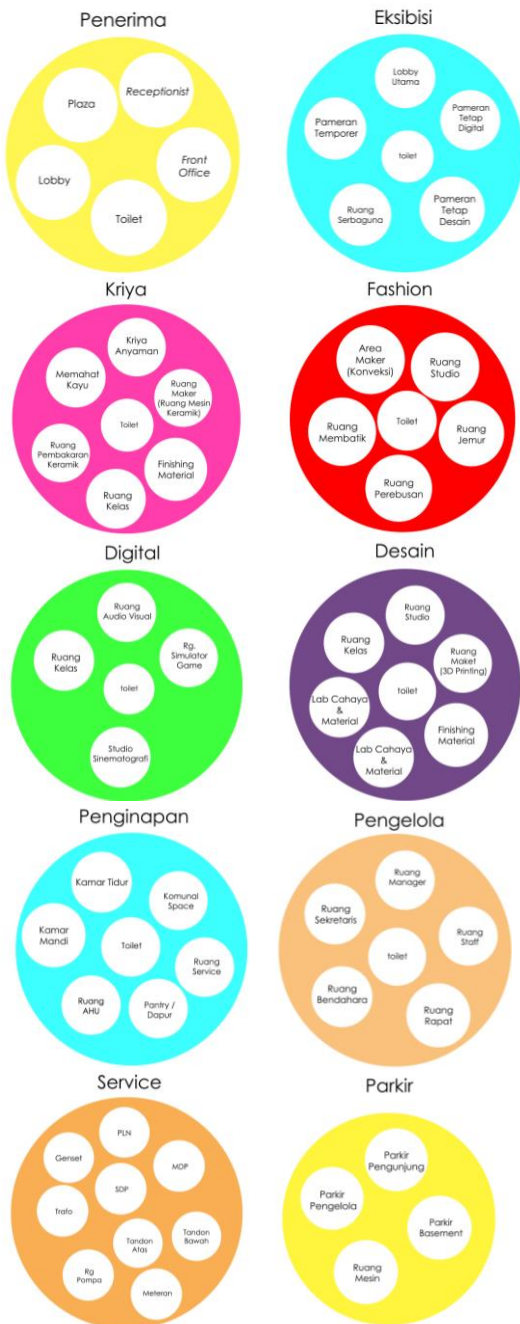 Penerima
Plaza
Receptionist
Lobby
Front
Office
Toilet
Eksibisi
Lobby
Utama
Pameran
Temporer
Pameran
Tetap
Digital
toilet
Ruang
Serbaguna
Pameran
Tetap
Desain
Kriya
Kriya
Anyaman
Memahat
Kayu
Ruang
Maker
(Ruang Mesin
Keramik)
Toilet
Ruang
Pembakaran
Keramik
Finishing
Material
Ruang
Kelas
Fashion
Area
Maker
(Konveksi)
Ruang
Studio
Toilet
Ruang
Membatik
Ruang
Jemur
Ruang
Perebusan
Digital
Ruang
Audio Visual
Ruang
Kelas
Rg.
Simulator
Game
toilet
Studio
Sinematografi
Desain
Ruang
Studio
Ruang
Kelas
Ruang
Maket
(3D Printing)
toilet
Lab Cahaya
&
Material
Finishing
Material
Lab Cahaya
&
Material
Penginapan
Kamar Tidur
Komunal
Space
Kamar
Mandi
Toilet
Ruang
Service
Ruang
AHU
Pantry /
Dapur
Pengelola
Ruang
Manager
Ruang
Sekretaris
Ruang
Staff
toilet
Ruang
Bendahara
Ruang
Rapat
Service
PLN
Genset
MDP
SDP
Trafo
Tandon
Atas
Tandon
Bawah
Rg
Pompa
Meteran
Parkir
Parkir
Pengunjung
Parkir
Pengelola
Parkir
Basement
Ruang
Mesin